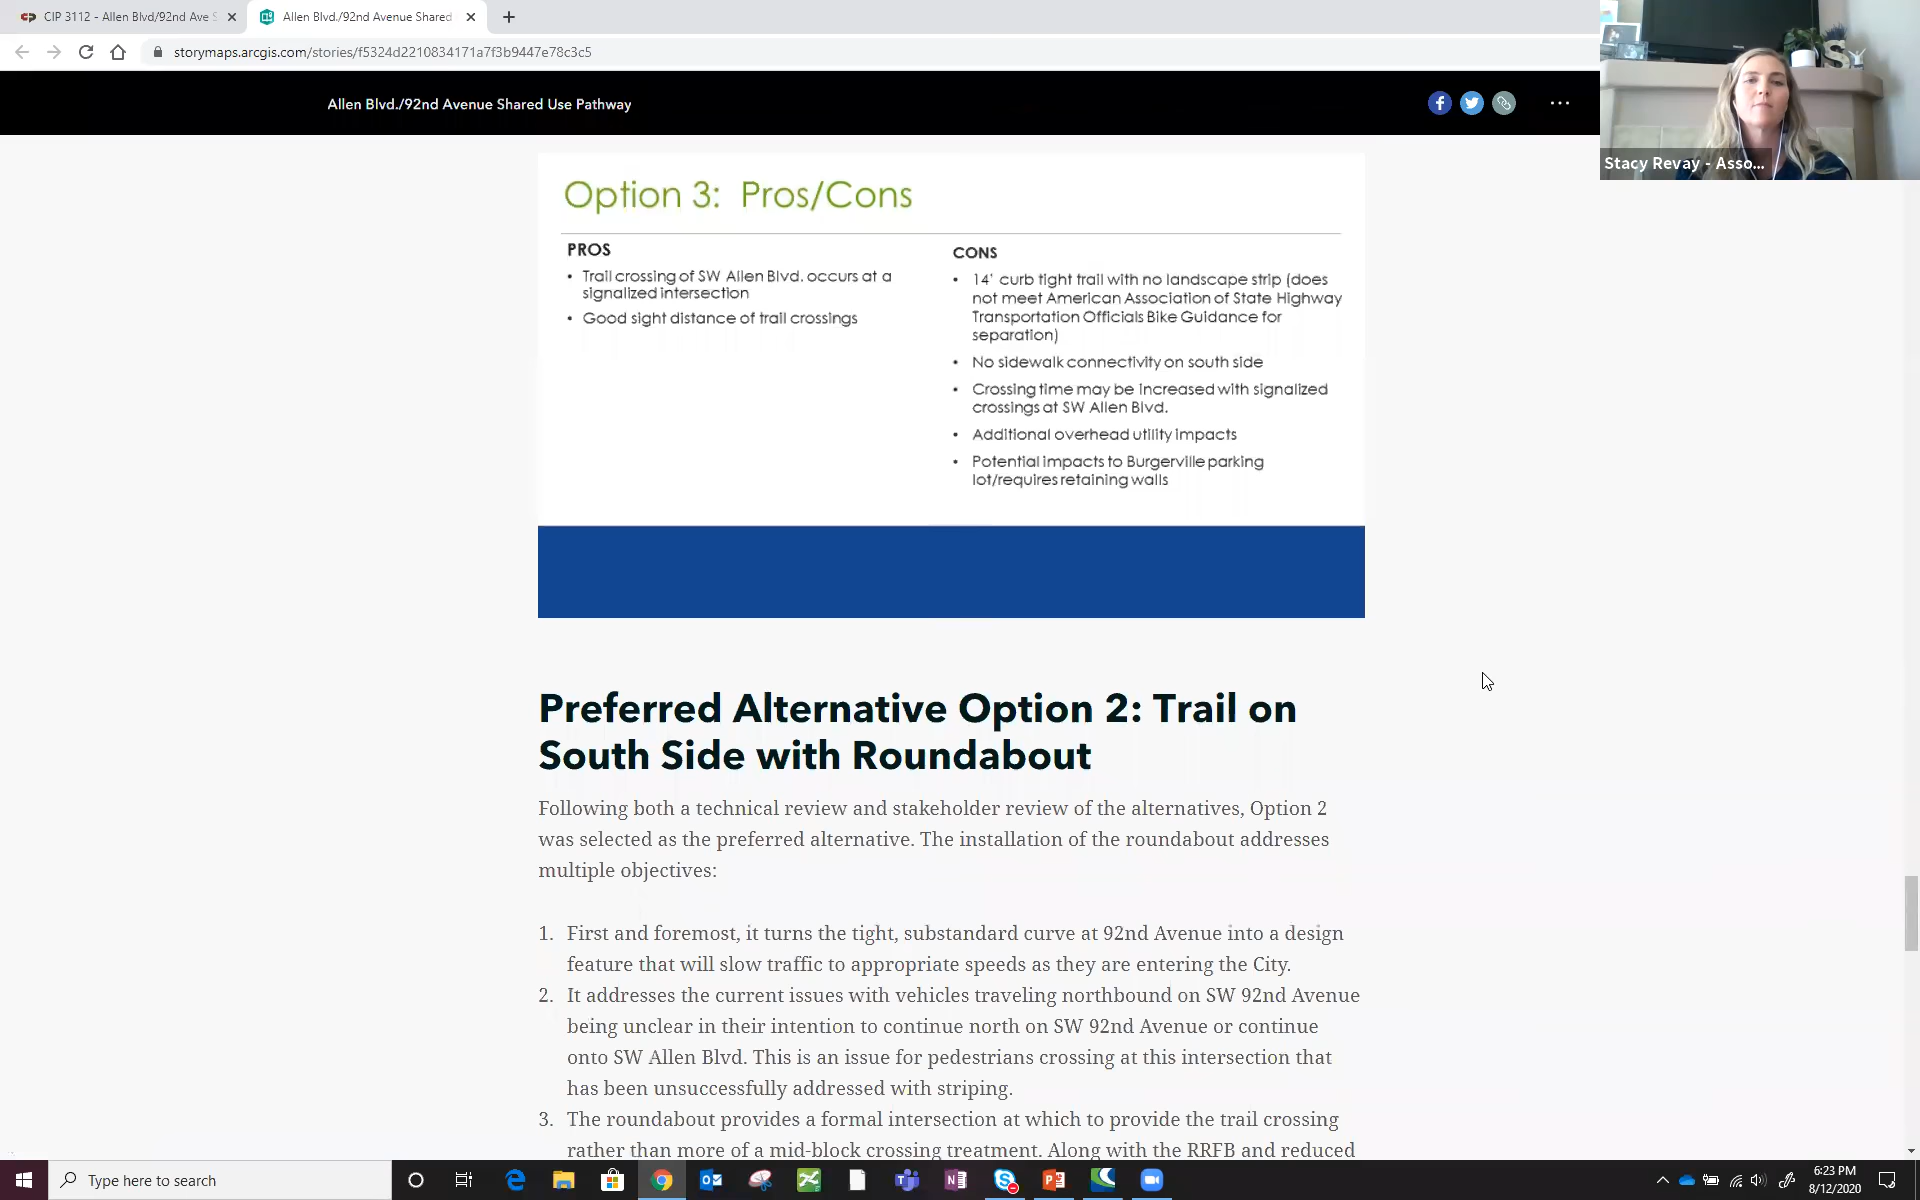 CIP 3112 - Allen Blvd/92nd Ave S
Allen Blvd./92nd Avenue Shared
storymaps.arcgis.com/stories/f5324d2210834171a7f3b9447e78c3c5
Allen Blvd./92nd Avenue Shared Use Pathway
Stacy Revay - Asso...
Option 3: Pros/Cons
PROS
• Trail crossing of SW Allen Blvd. occurs at a
signalized intersection
• Good sight distance of trail crossings
CONS
• 14' curb tight trail with no landscape strip (does
not meet American Association of State Highway
Transportation Officials Bike Guidance for
separation)
• No sidewalk connectivity on south side
• Crossing time may be increased with signalized
crossings at SW Allen Blvd.
• Additional overhead utility impacts
• Potential impacts to Burgerville parking
lot/requires retaining walls
Preferred Alternative Option 2: Trail on
South Side with Roundabout
Following both a technical review and stakeholder review of the alternatives, Option 2
was selected as the preferred alternative. The installation of the roundabout addresses
multiple objectives:
1. First and foremost, it turns the tight, substandard curve at 92nd Avenue into a design
feature that will slow traffic to appropriate speeds as they are entering the City.
2. It addresses the current issues with vehicles traveling northbound on SW 92nd Avenue
being unclear in their intention to continue north on SW 92nd Avenue or continue
onto SW Allen Blvd. This is an issue for pedestrians crossing at this intersection that
has been unsuccessfully addressed with striping.
3. The roundabout provides a formal intersection at which to provide the trail crossing
rather than more of a mid-block crossing treatment. Along with the RRFB and reduced
Type here to search
6:23 PM
8/12/2020